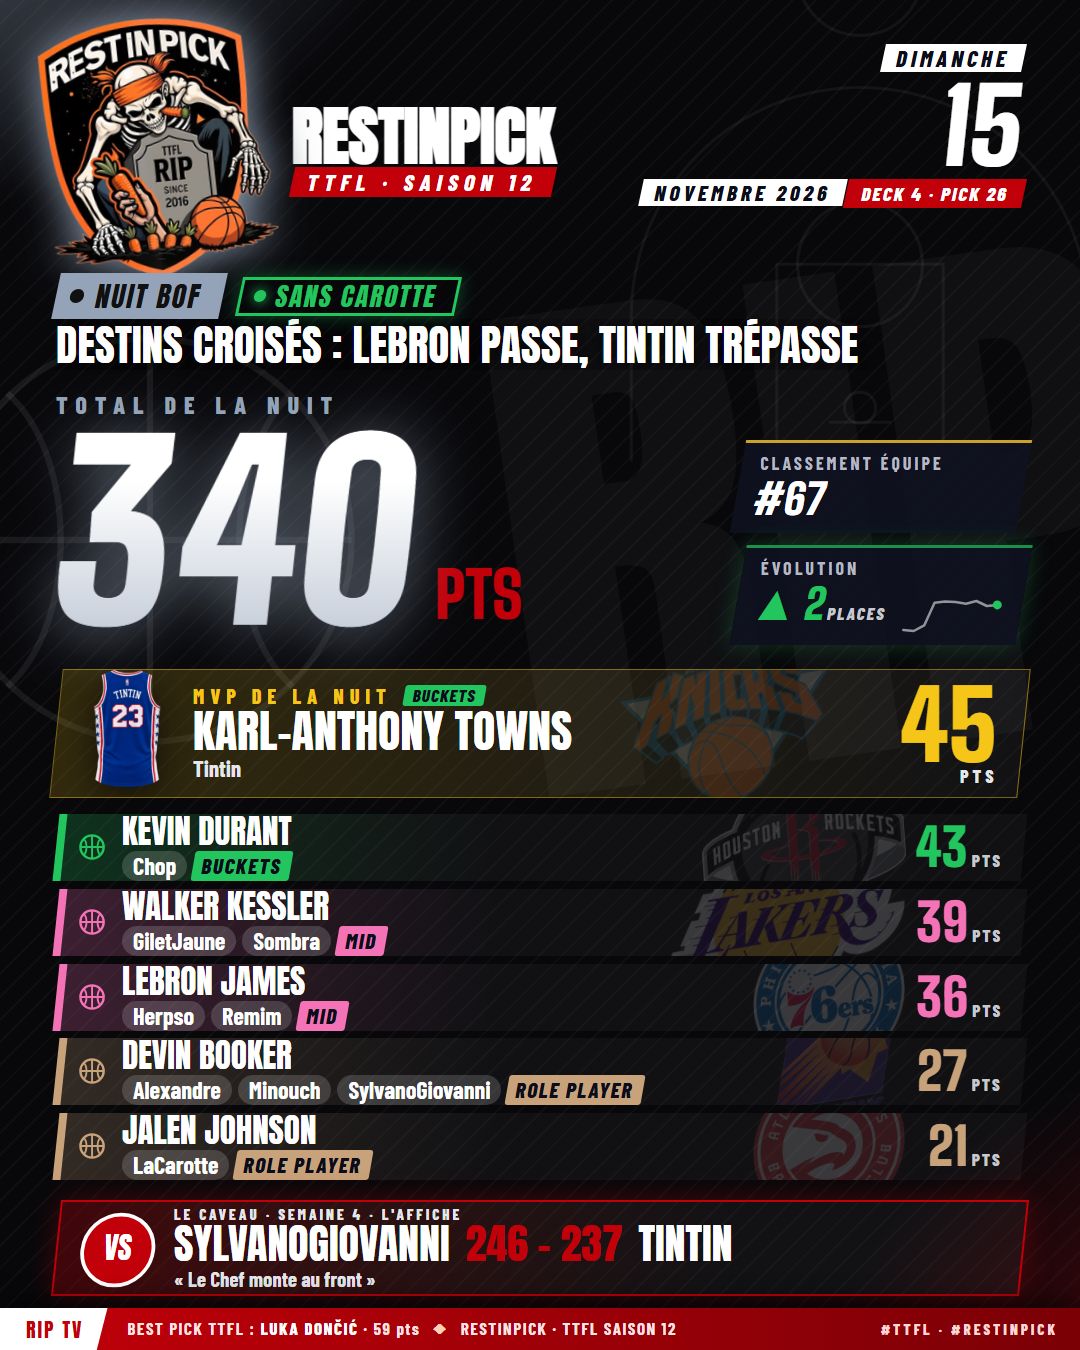 REST IN PICK
TTFL
RIP
SINCE
2016
RESTINPICK
TTFL · SAISON 12
DIMANCHE
15
NOVEMBRE 2026
DECK 4 · PICK 26
NUIT BOF
SANS CAROTTE
DESTINS CROISÉS : LEBRON PASSE, TINTIN TRÉPASSE
TOTAL DE LA NUIT
340 PTS
CLASSEMENT ÉQUIPE
#67
ÉVOLUTION
▲ 2 PLACES
RIP
TINTIN
23
MVP DE LA NUIT BUCKETS
KARL-ANTHONY TOWNS
Tintin
KNICKS
45
PTS
KEVIN DURANT
Chop BUCKETS
HOUSTON ROCKETS
43 PTS
WALKER KESSLER
GiletJaune Sombra MID
LAKERS
39 PTS
LEBRON JAMES
Herpso Remim MID
76ers
36 PTS
DEVIN BOOKER
Alexandre Minouch SylvanoGiovanni ROLE PLAYER
27 PTS
JALEN JOHNSON
LaCarotte ROLE PLAYER
21 PTS
VS
LE CAVEAU · SEMAINE 4 · L'AFFICHE
SYLVANOGIOVANNI 246 - 237 TINTIN
« Le Chef monte au front »
RIP TV
BEST PICK TTFL : LUKA DONČIĆ · 59 pts ◆ RESTINPICK · TTFL SAISON 12
#TTFL · #RESTINPICK